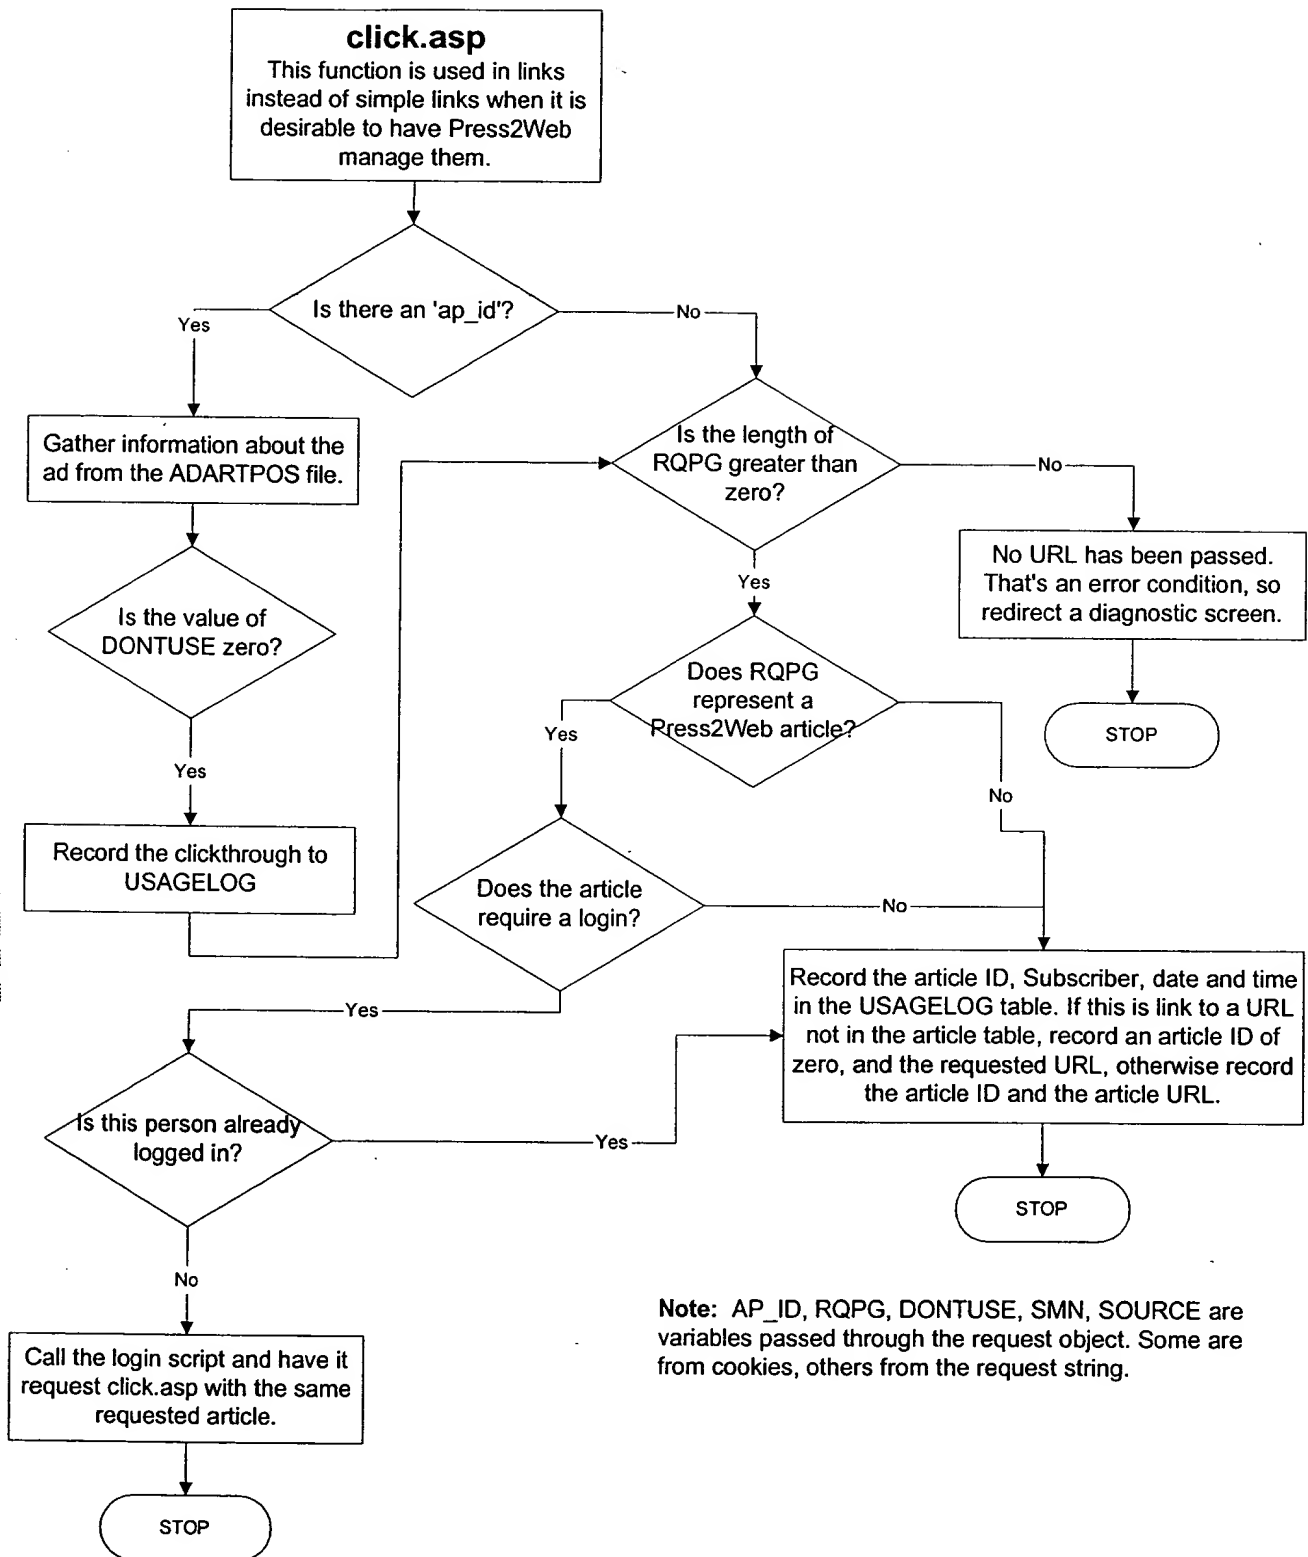 click.asp
This function is used in links
instead of simple links when it is
desirable to have Press2Web
manage them.
Is there an 'ap_id'?
Yes
No
Gather information about the
ad from the ADARTPOS file.
Is the length of
RQPG greater than
zero?
No
No URL has been passed.
That's an error condition, so
redirect a diagnostic screen.
Yes
Is the value of
DONTUSE zero?
Does RQPG
represent a
Press2Web article?
Yes
STOP
Yes
No
Record the clickthrough to
USAGELOG
Does the article
require a login?
No
Record the article ID, Subscriber, date and time
in the USAGELOG table. If this is link to a URL
not in the article table, record an article ID of
zero, and the requested URL, otherwise record
the article ID and the article URL.
Yes
Is this person already
logged in?
Yes
STOP
No
Note: AP_ID, RQPG, DONTUSE, SMN, SOURCE are
variables passed through the request object. Some are
from cookies, others from the request string.
Call the login script and have it
request click.asp with the same
requested article.
STOP